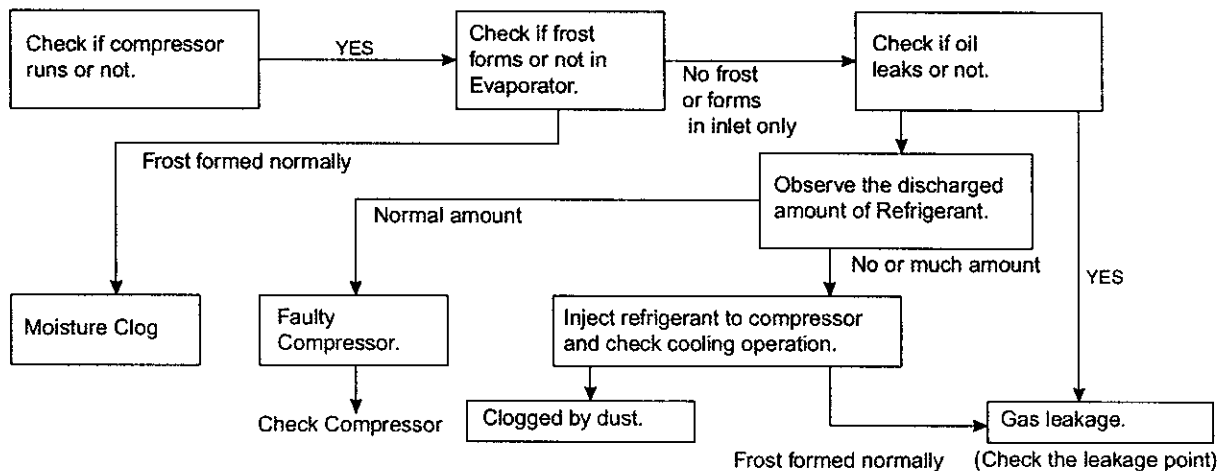 Check if compressor
runs or not.
YES
Check if frost
forms or not in
Evaporator.
No frost
or forms
in inlet only
Check if oil
leaks or not.
Frost formed normally
Observe the discharged
amount of Refrigerant.
Normal amount
No or much amount
YES
Moisture Clog
Faulty
Compressor.
Inject refrigerant to compressor
and check cooling operation.
Check Compressor
Clogged by dust.
Gas leakage.
Frost formed normally
(Check the leakage point)